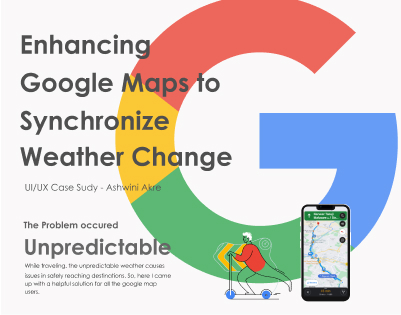 Enhancing
Google Maps to
Synchronize
Weather Change
UI/UX Case Sudy - Ashwini Akre
The Problem occured
Unpredictable
While traveling, the unpredictable weather causes
issues in safely reaching destinations. So, here I came
up with a helpful solution for all the google map
users.